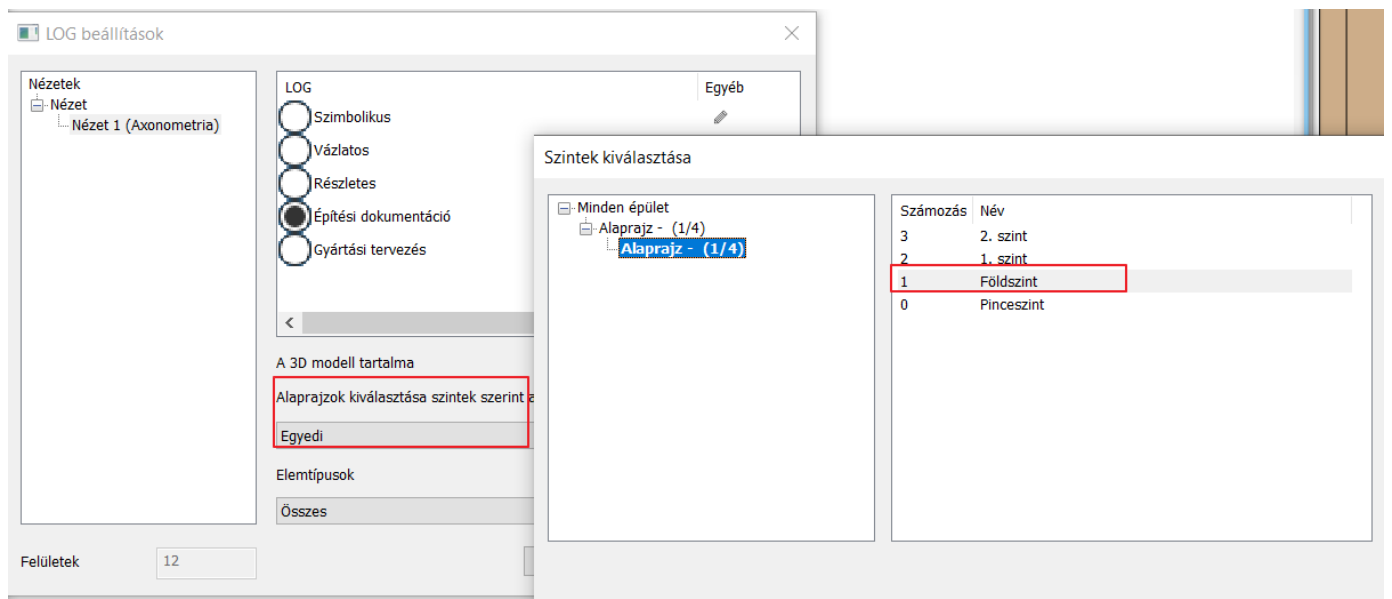 LOG beállítások
Nézetek
Nézet
Nézet 1 (Axonometria)
LOG Egyéb
Szimbolikus
Vázlatos
Részletes
Építési dokumentáció
Gyártási tervezés
A 3D modell tartalma
Alaprajzok kiválasztása szintek szerint
Egyedi
Elemtípusok
Összes
Felületek 12
Szintek kiválasztása
Minden épület
Alaprajz - (1/4)
Alaprajz - (1/4)
Számozás Név
3 2. szint
2 1. szint
1 Földszint
0 Pinceszint